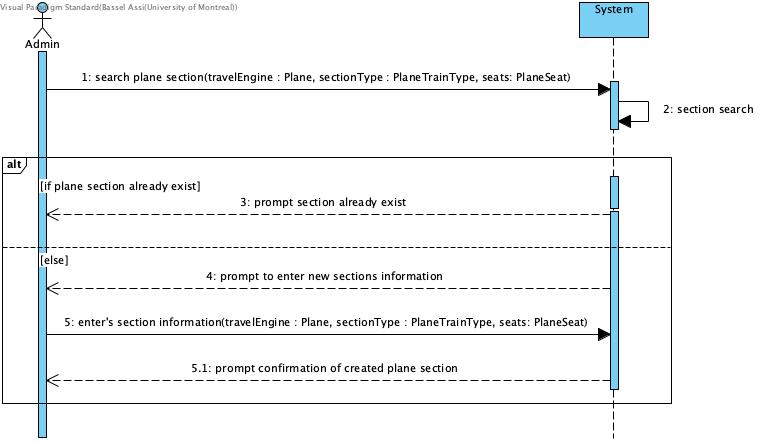 Visual Paradigm Standard(Bassel Assi(University of Montreal))
System
Admin
1: search plane section(travelEngine : Plane, sectionType : PlaneTrainType, seats: PlaneSeat)
2: section search
alt
[if plane section already exist]
3: prompt section already exist
[else]
4: prompt to enter new sections information
5: enter's section information(travelEngine : Plane, sectionType : PlaneTrainType, seats: PlaneSeat)
5.1: prompt confirmation of created plane section